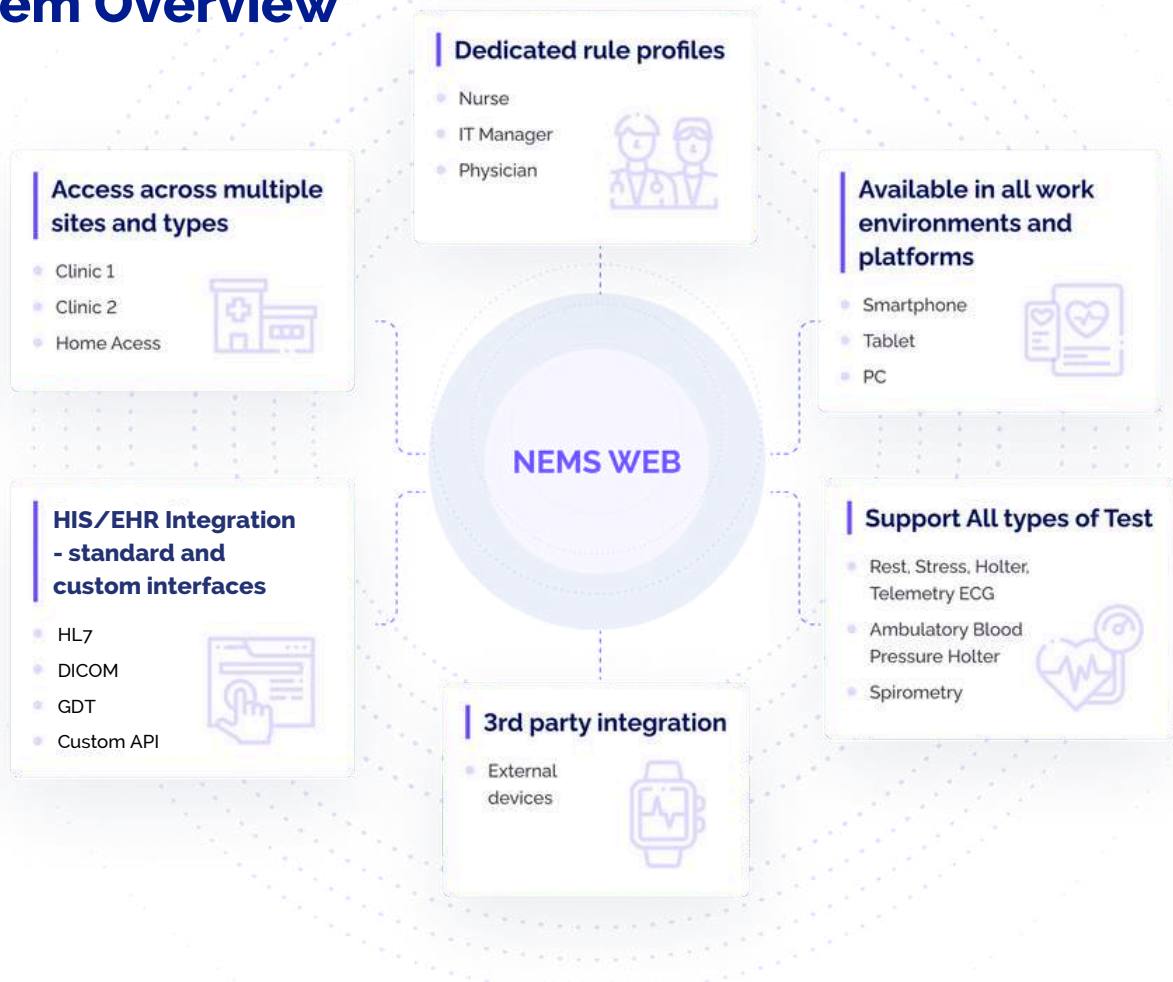 em Overview
Dedicated rule profiles
Nurse
IT Manager
Physician
Access across multiple
sites and types
Clinic 1
Clinic 2
Home Acess
Available in all work
environments and
platforms
Smartphone
Tablet
PC
NEMS WEB
HIS/EHR Integration
- standard and
custom interfaces
HL7
DICOM
GDT
Custom API
Support All types of Test
Rest, Stress, Holter,
Telemetry ECG
Ambulatory Blood
Pressure Holter
Spirometry
3rd party integration
External
devices